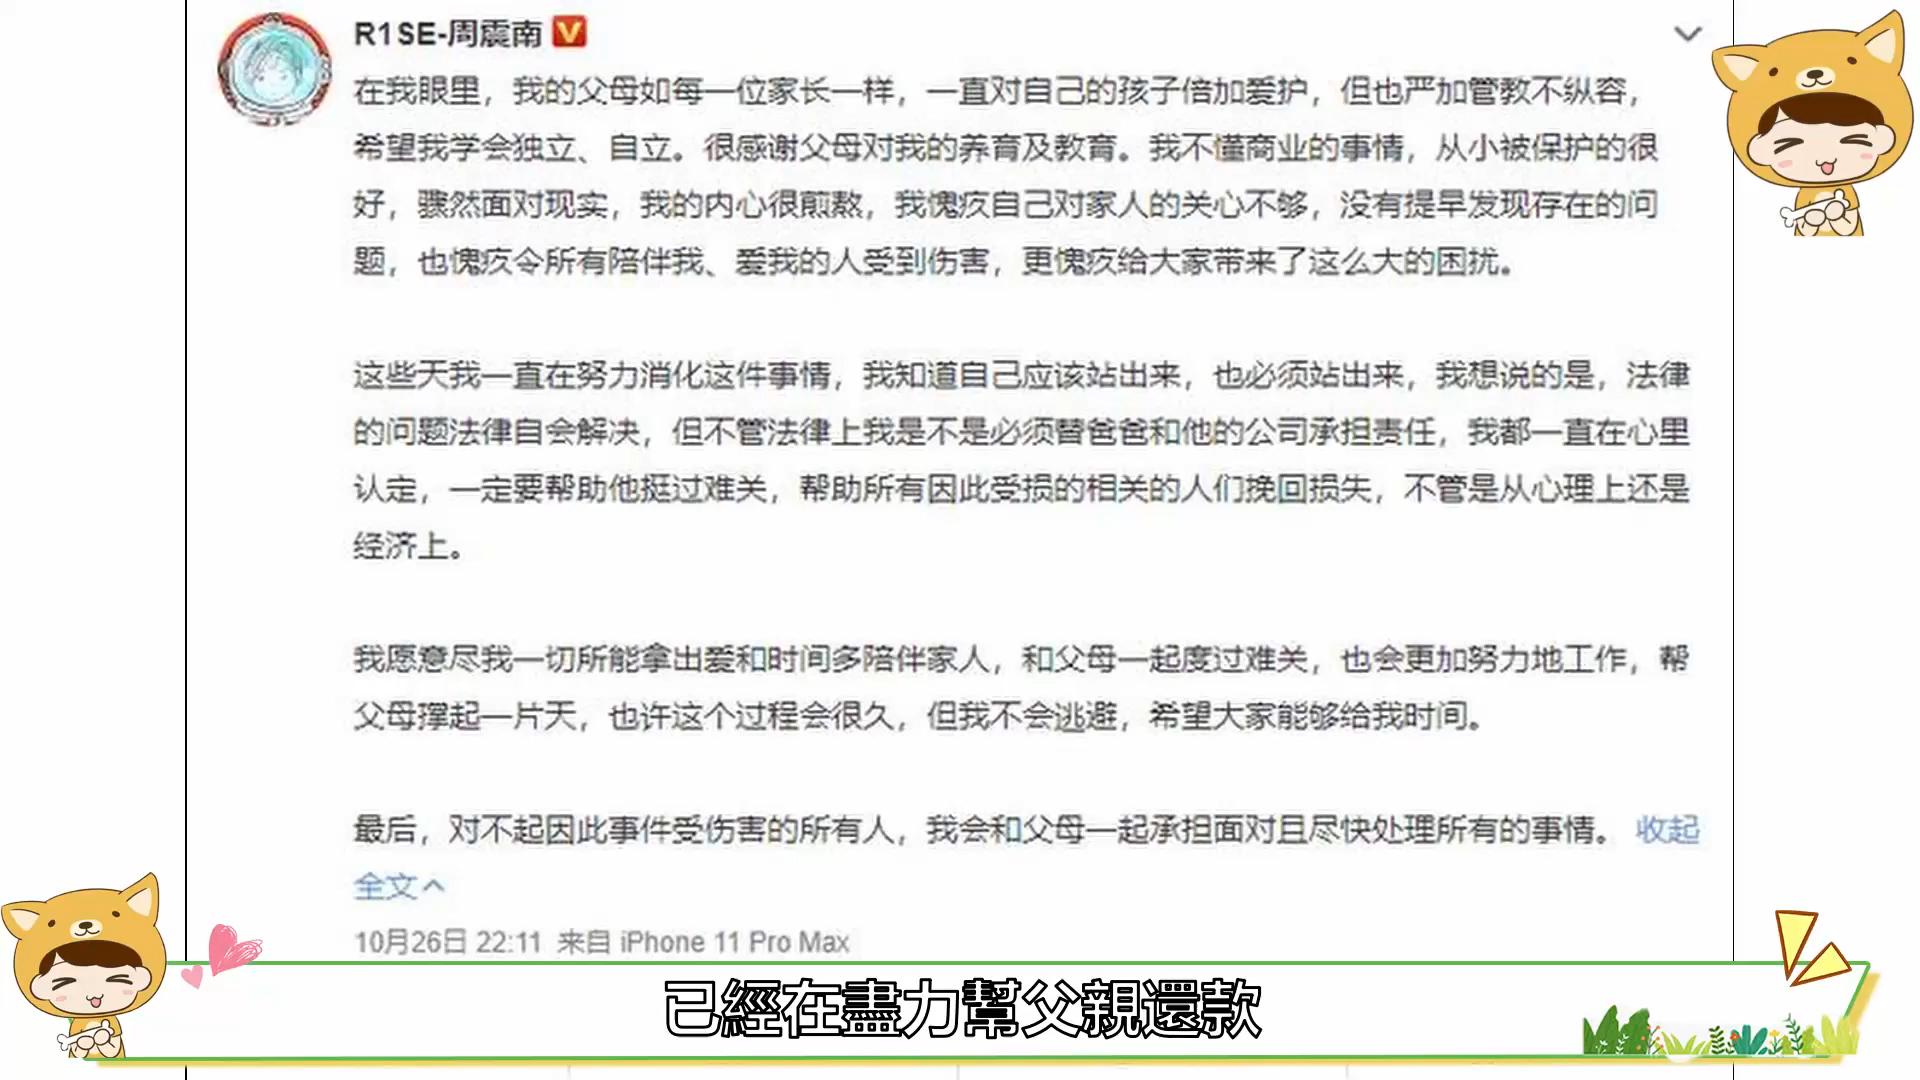 R1SE-周震南
在我眼里，我的父母如每一位家长一样，一直对自己的孩子倍加爱护，但也严加管教不纵容，
希望我学会独立、自立。很感谢父母对我的养育及教育。我不懂商业的事情，从小被保护的很
好，骤然面对现实，我的内心很煎熬，我愧疚自己对家人的关心不够，没有提早发现存在的问
题，也愧疚令所有陪伴我、爱我的人受到伤害，更愧疚给大家带来了这么大的困扰。
这些天我一直在努力消化这件事情，我知道自己应该站出来，也必须站出来，我想说的是，法律
的问题法律自会解决，但不管法律上我是不是必须替爸爸和他的公司承担责任，我都一直在心里
认定，一定要帮助他挺过难关，帮助所有因此受损的相关的人们挽回损失，不管是从心理上还是
经济上。
我愿意尽我一切所能拿出爱和时间多陪伴家人，和父母一起度过难关，也会更加努力地工作，帮
父母撑起一片天，也许这个过程会很久，但我不会逃避，希望大家能够给我时间。
最后，对不起因此事件受伤害的所有人，我会和父母一起承担面对且尽快处理所有的事情。 收起
全文
10月26日 22:11 来自 iPhone 11 Pro Max
已經在盡力幫父親還款